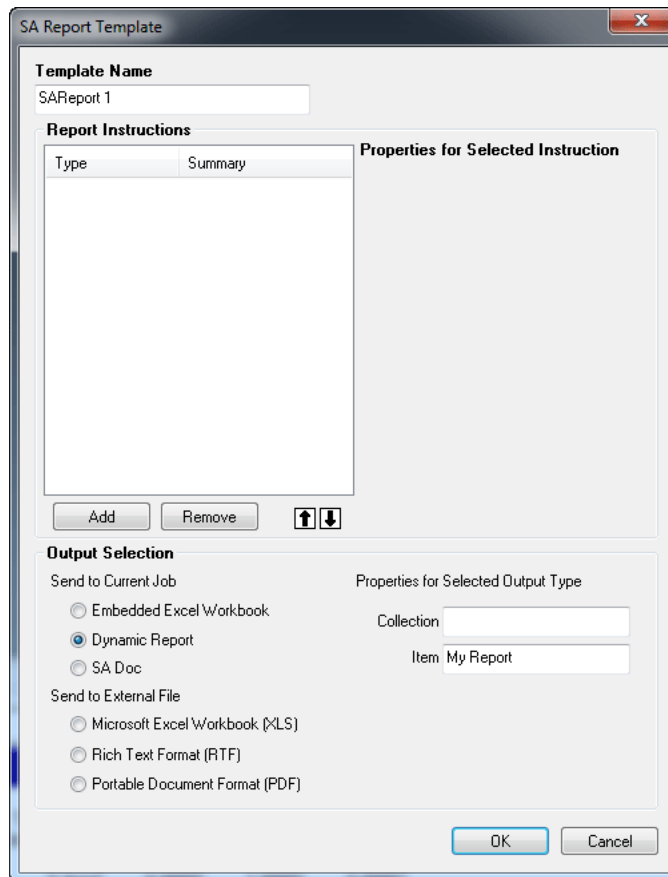 SA Report Template
Template Name
SAReport 1
Report Instructions
Type Summary
Properties for Selected Instruction
Add Remove
Output Selection
Send to Current Job
Embedded Excel Workbook
Dynamic Report
SA Doc
Send to External File
Microsoft Excel Workbook (XLS)
Rich Text Format (RTF)
Portable Document Format (PDF)
Properties for Selected Output Type
Collection
Item My Report
OK Cancel